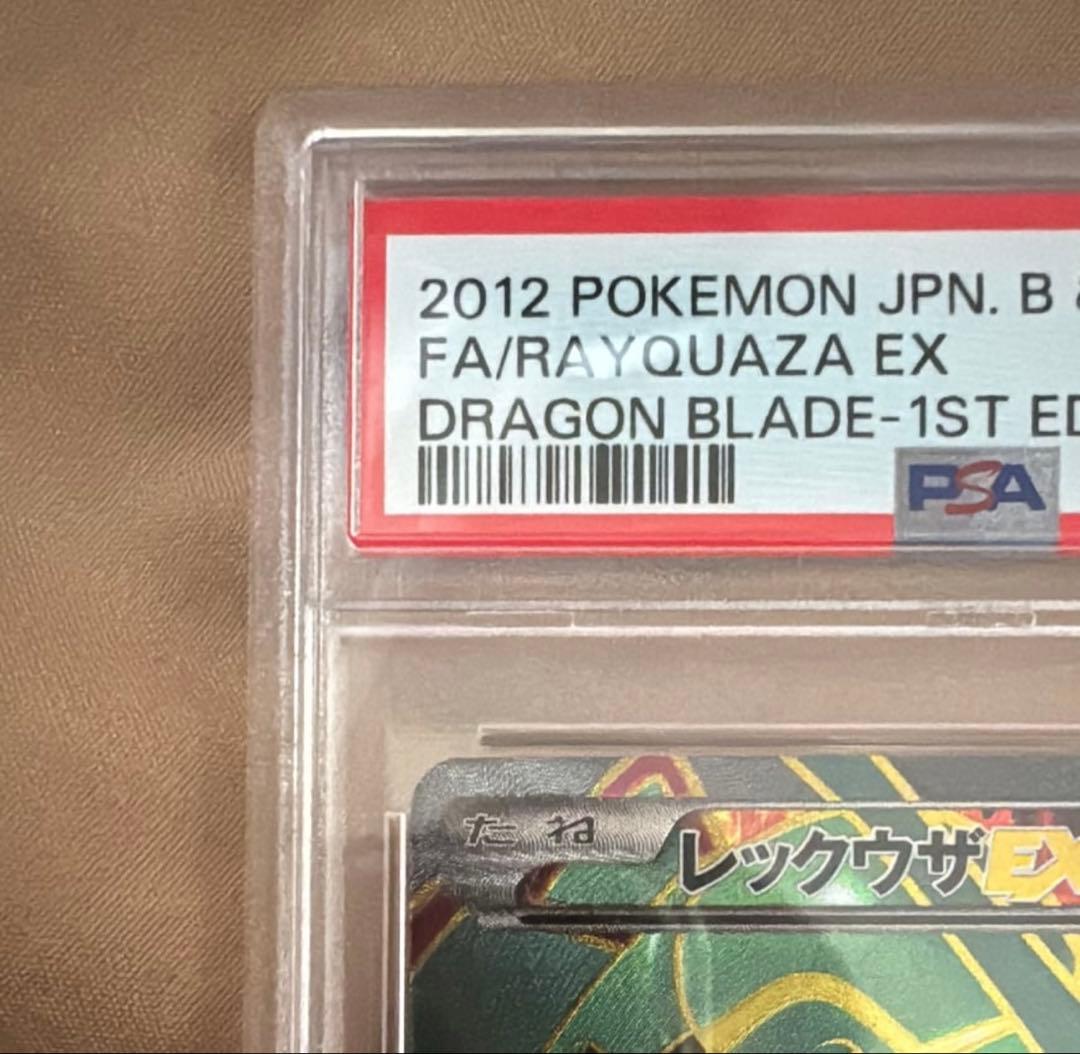 2012 POKEMON JPN. B &
FA/RAYQUAZA EX
DRAGON BLADE-1ST ED
PSA
たね
レックウザEX